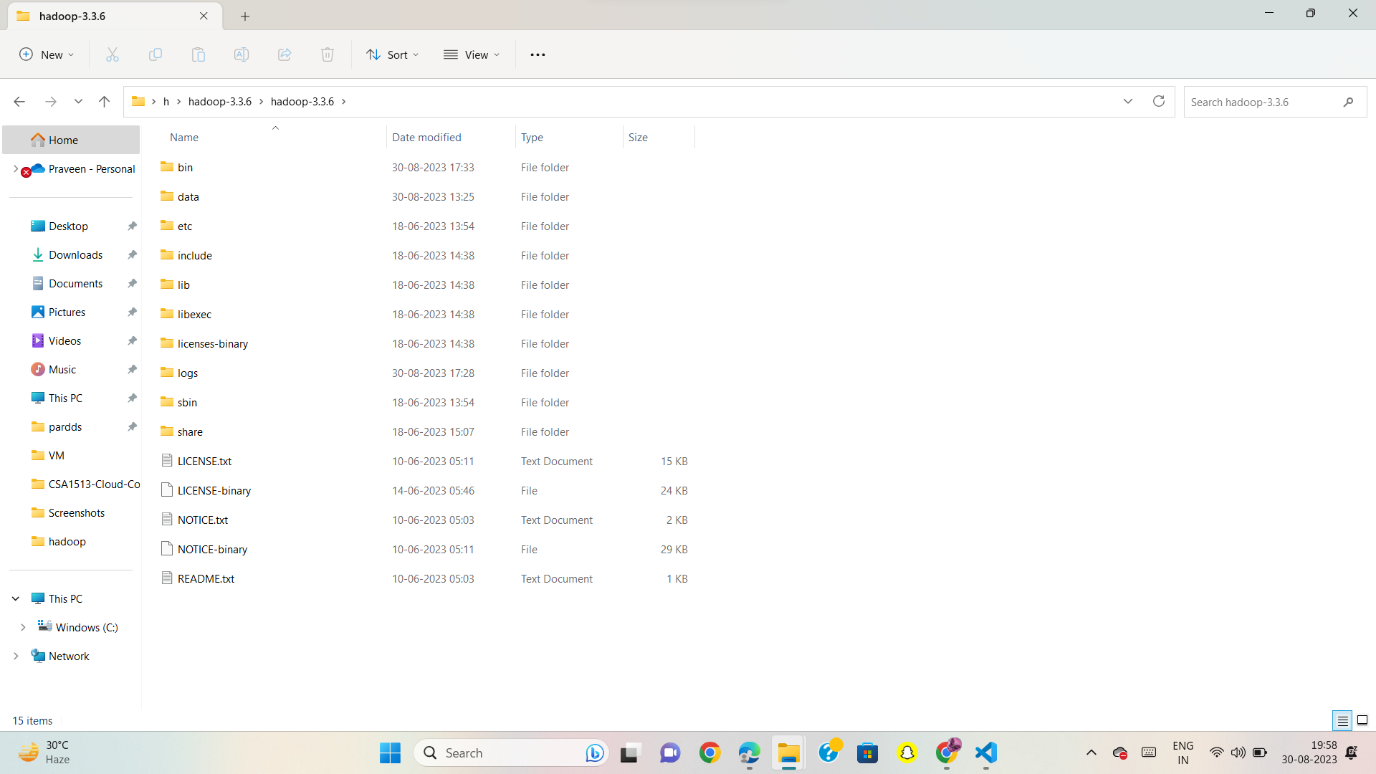 hadoop-3.3.6
New
Sort
View
h hadoop-3.3.6 hadoop-3.3.6
Search hadoop-3.3.6
Name Date modified Type Size
Home
Praveen - Personal
Desktop
Downloads
Documents
Pictures
Videos
Music
This PC
pardds
VM
CSA1513-Cloud-Co
Screenshots
hadoop
This PC
Windows (C:)
Network
bin 30-08-2023 17:33 File folder
data 30-08-2023 13:25 File folder
etc 18-06-2023 13:54 File folder
include 18-06-2023 14:38 File folder
lib 18-06-2023 14:38 File folder
libexec 18-06-2023 14:38 File folder
licenses-binary 18-06-2023 14:38 File folder
logs 30-08-2023 17:28 File folder
sbin 18-06-2023 13:54 File folder
share 18-06-2023 15:07 File folder
LICENSE.txt 10-06-2023 05:11 Text Document 15 KB
LICENSE-binary 14-06-2023 05:46 File 24 KB
NOTICE.txt 10-06-2023 05:03 Text Document 2 KB
NOTICE-binary 10-06-2023 05:11 File 29 KB
README.txt 10-06-2023 05:03 Text Document 1 KB
15 items
30°C
Haze
Search
ENG
IN
19:58
30-08-2023